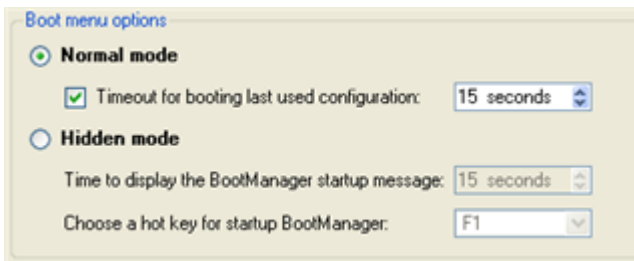 Boot menu options
Normal mode
Timeout for booting last used configuration: 15 seconds
Hidden mode
Time to display the BootManager startup message: 15 seconds
Choose a hot key for startup BootManager: F1